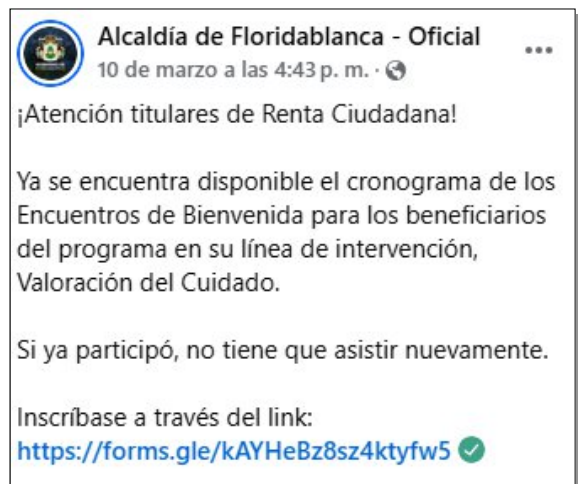 Alcaldía de Floridablanca - Oficial
10 de marzo a las 4:43 p. m. ·
¡Atención titulares de Renta Ciudadana!
Ya se encuentra disponible el cronograma de los
Encuentros de Bienvenida para los beneficiarios
del programa en su línea de intervención,
Valoración del Cuidado.
Si ya participó, no tiene que asistir nuevamente.
Inscríbase a través del link:
https://forms.gle/kAYHeBz8sz4ktyfw5